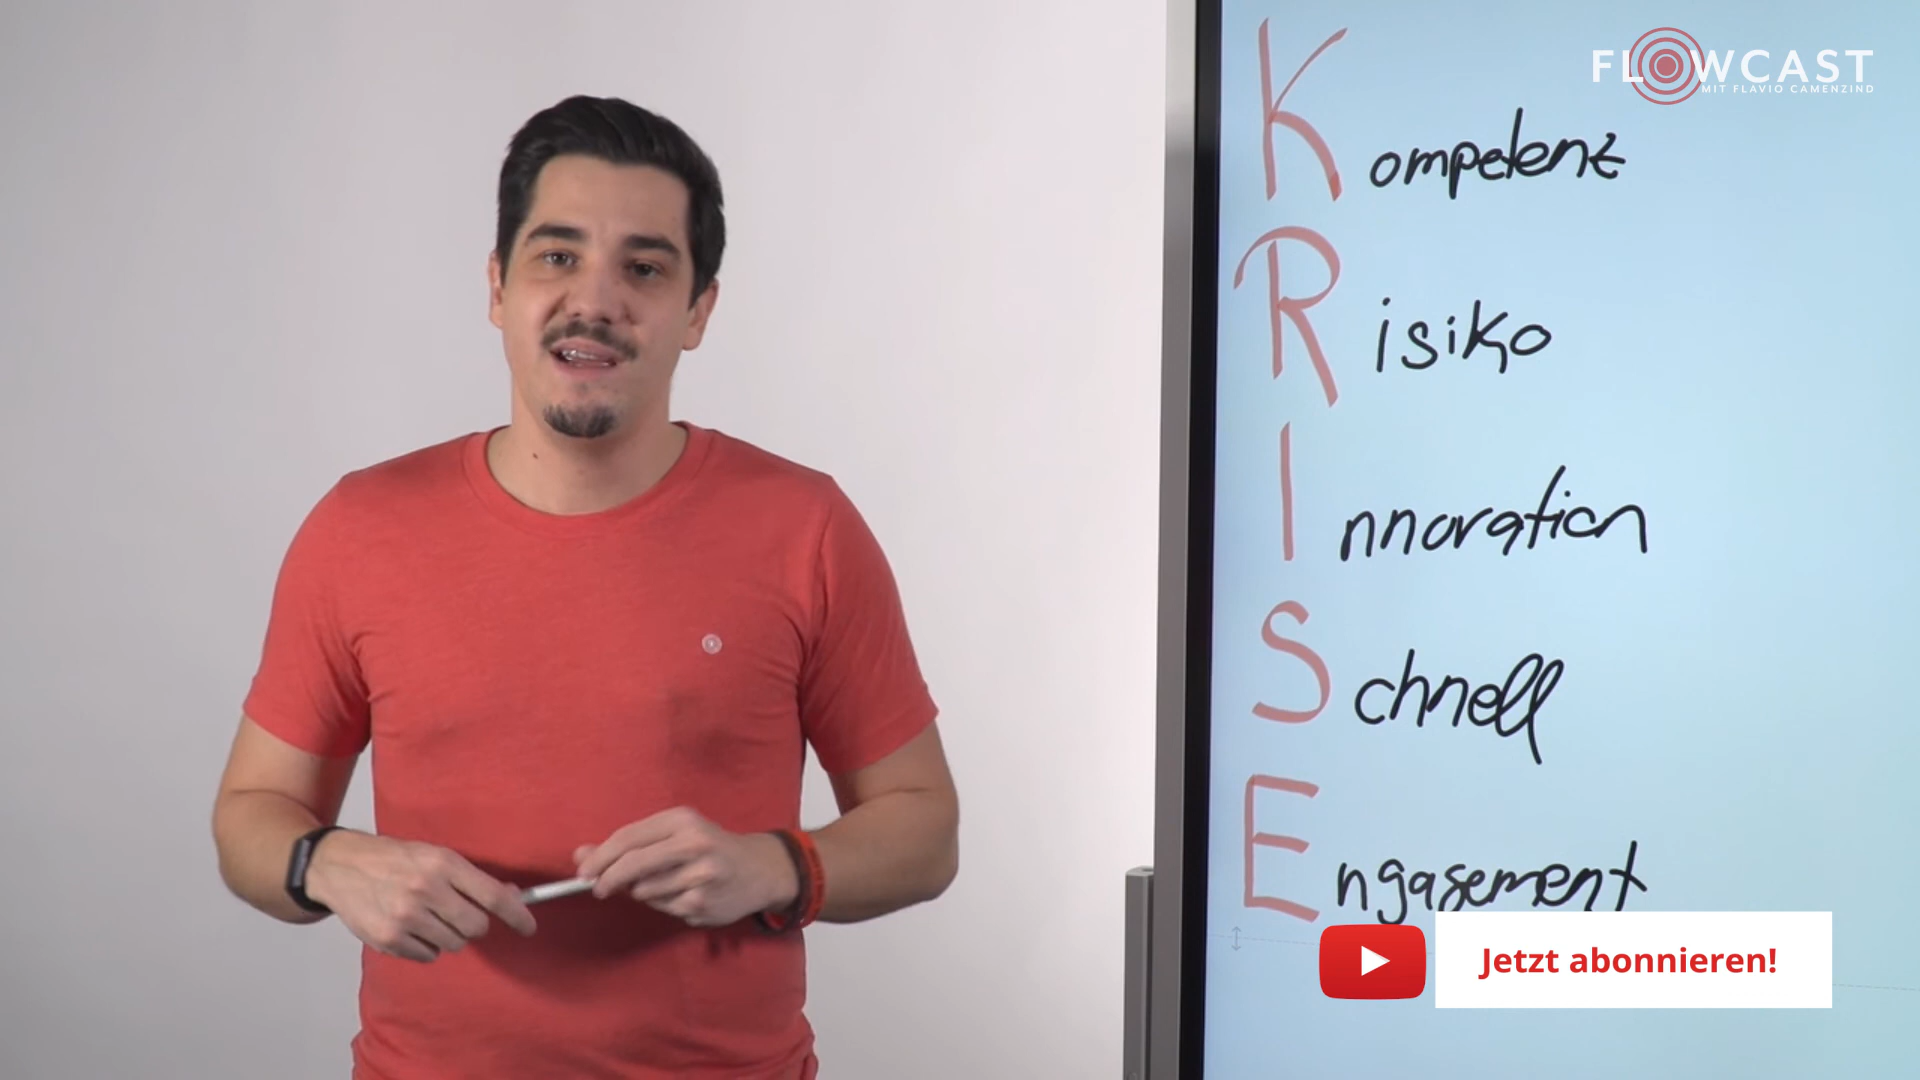 FLOWCAST
MIT FLAVIO CAMENZIND
Kompetenz
Risiko
Innovation
Schnell
Engagement
Jetzt abonnieren!